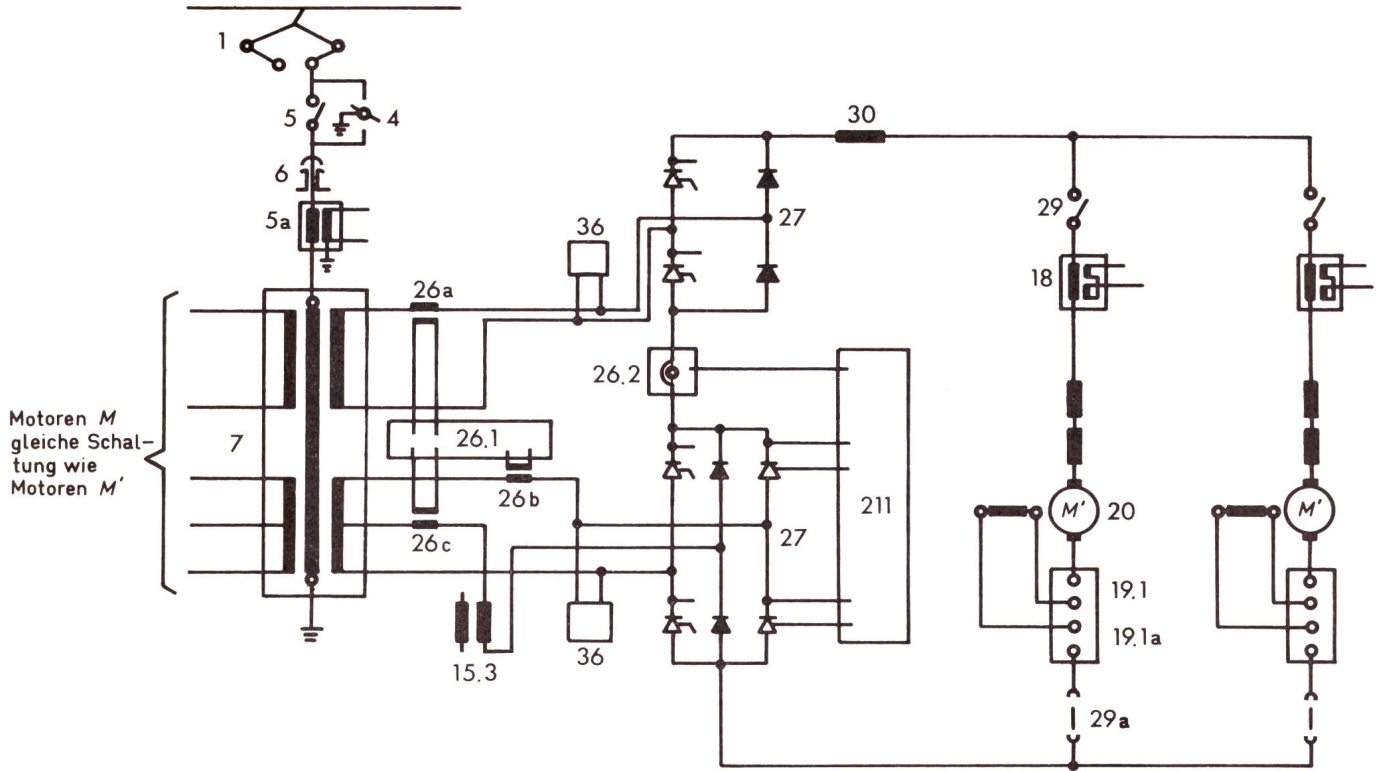 1
5
4
6
5a
30
36
27
29
18
26a
26.2
Motoren M
gleiche Schal-
tung wie
Motoren M'
7
26.1
26b
211
M'
20
M'
26c
27
19.1
19.1a
15.3
36
29a